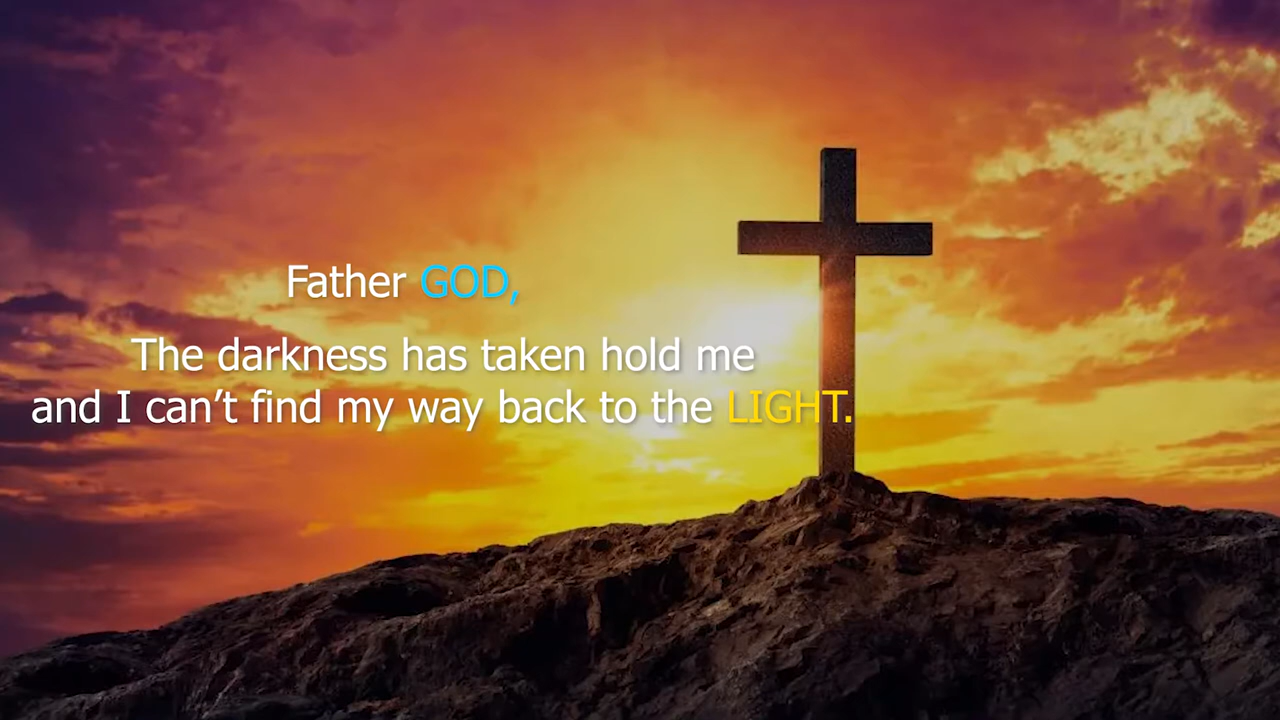 Father GOD,
The darkness has taken hold me
and I can’t find my way back to the LIGHT.